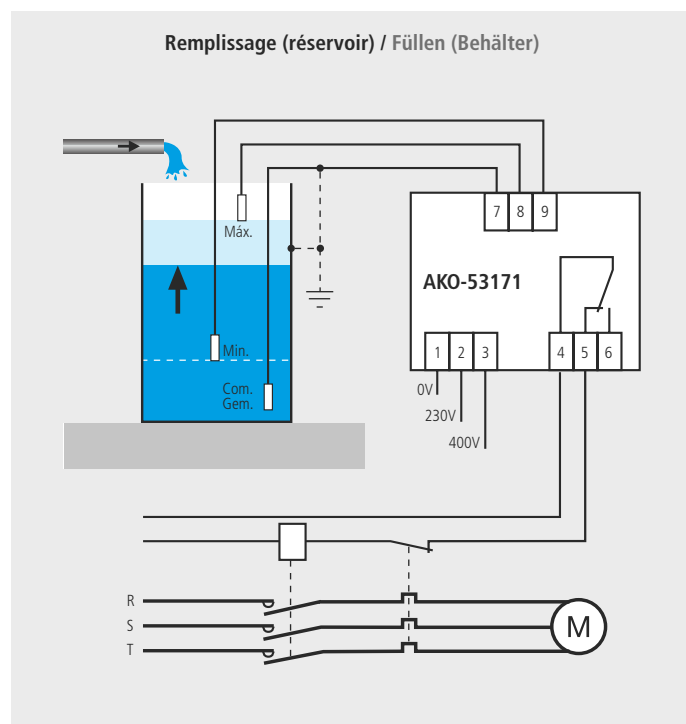 Remplissage (réservoir) / Füllen (Behälter)
Máx.
7 8 9
AKO-53171
Min.
1 2 3 4 5 6
Com.
Gem.
0V
230V
400V
R
S
T
M